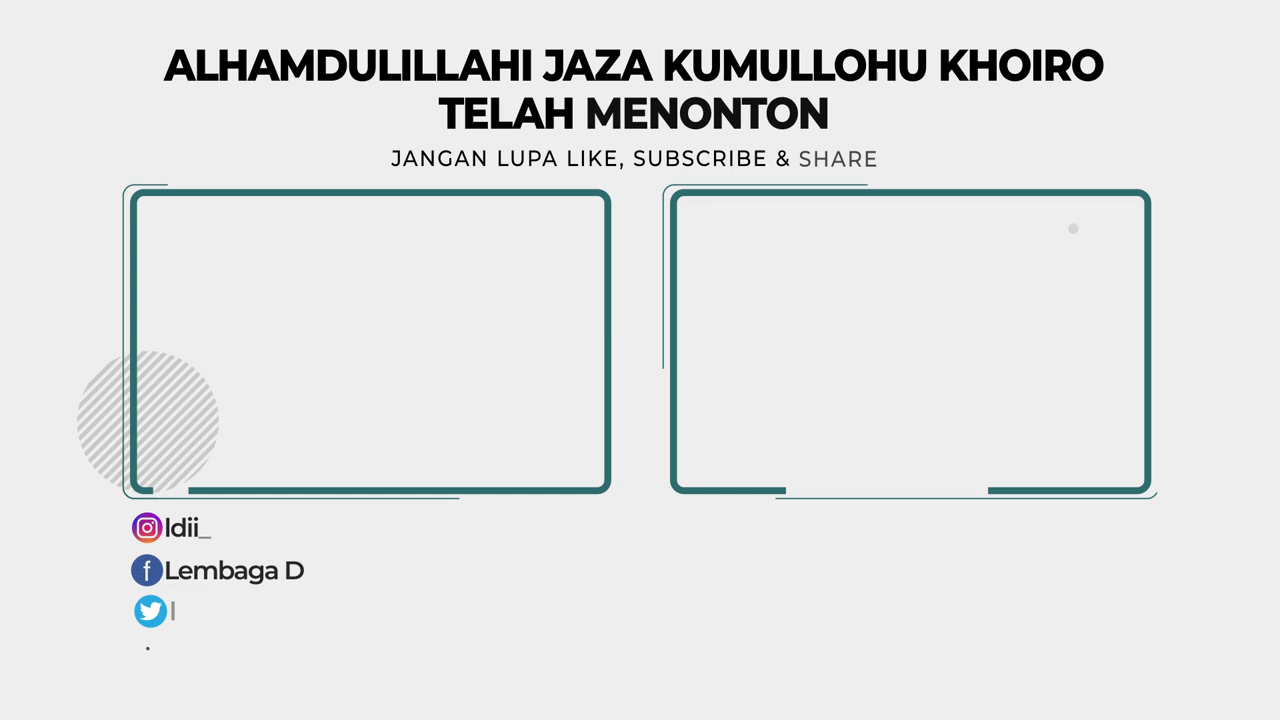 ALHAMDULILLAHI JAZA KUMULLOHU KHOIRO
TELAH MENONTON
JANGAN LUPA LIKE, SUBSCRIBE & SHARE
ldii_
Lembaga D
l